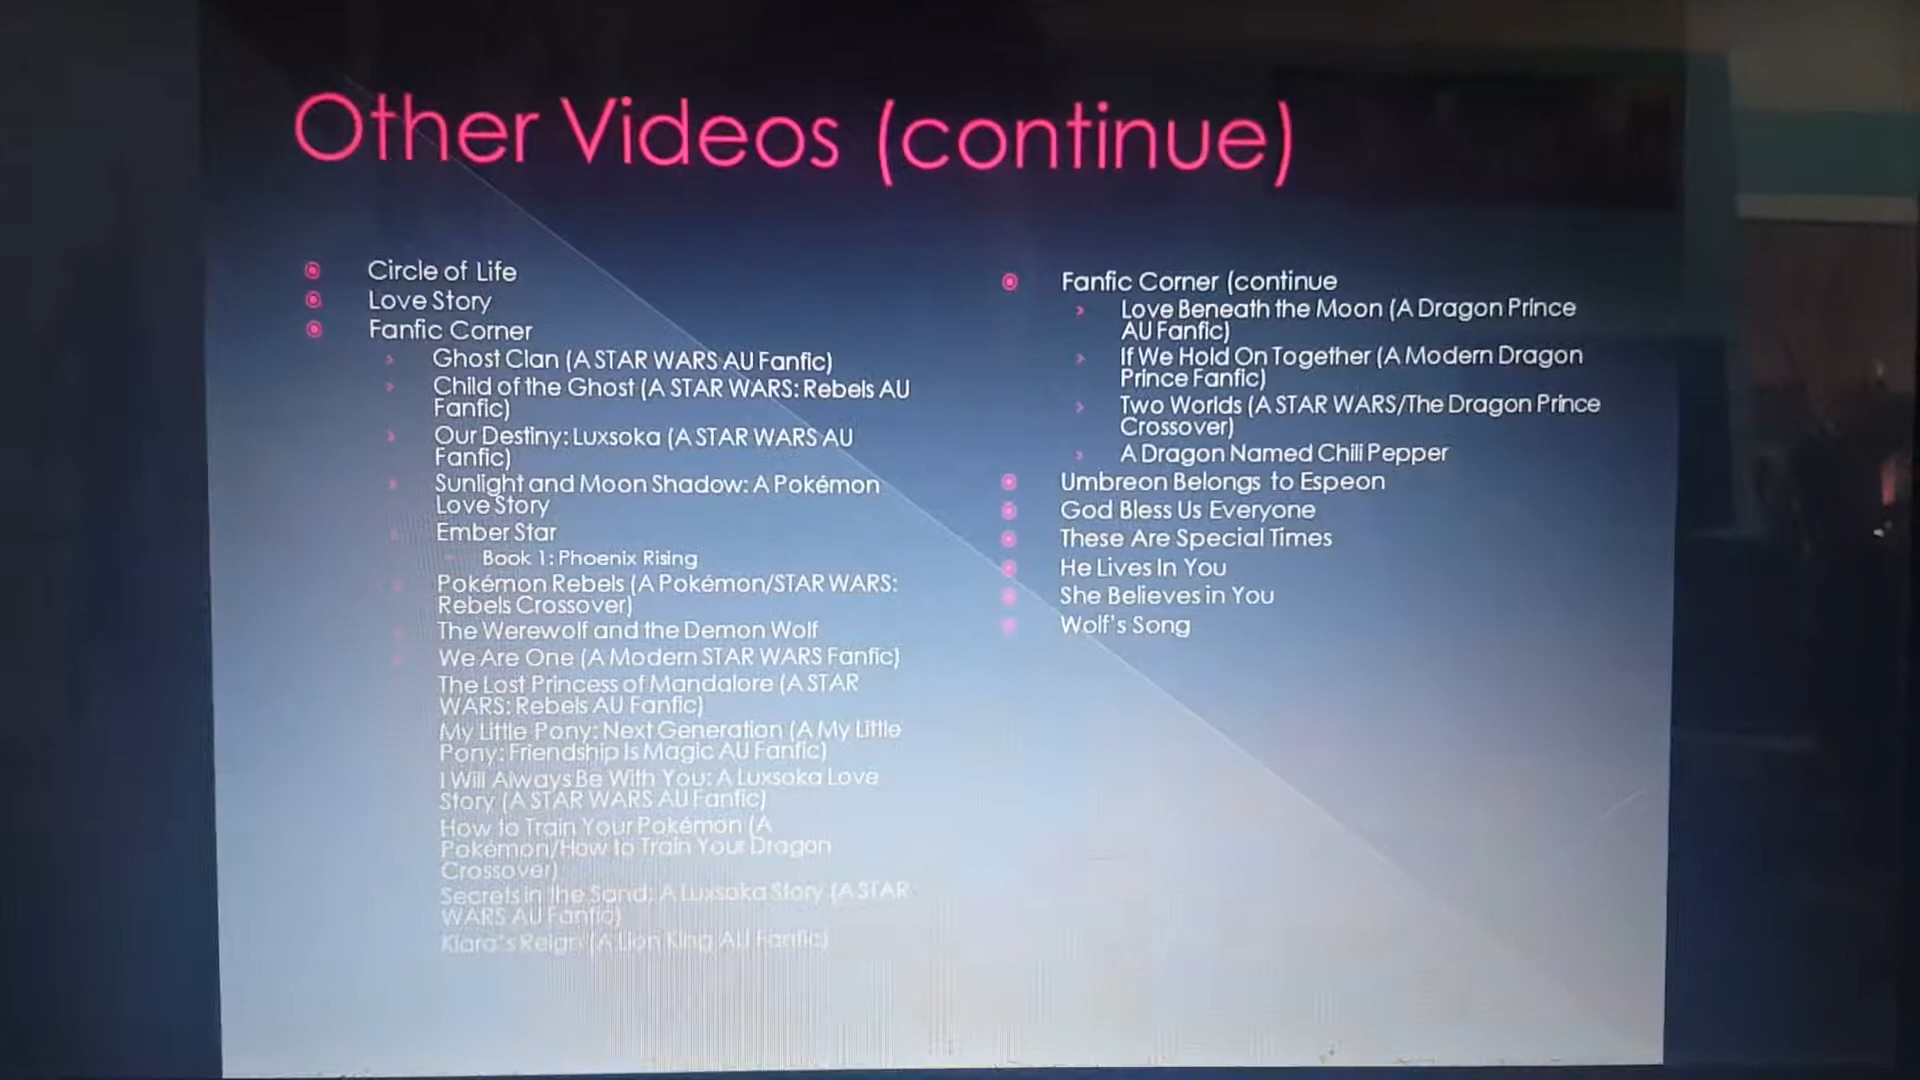 Other Videos (continue)
Circle of Life
Love Story
Fanfic Corner
Ghost Clan (A STAR WARS AU Fanfic)
Child of the Ghost (A STAR WARS: Rebels AU
Fanfic)
Our Destiny: Luxsoka (A STAR WARS AU
Fanfic)
Sunlight and Moon Shadow: A Pokémon
Love Story
Ember Star
Book 1: Phoenix Rising
Pokémon Rebels (A Pokémon/STAR WARS:
Rebels Crossover)
The Werewolf and the Demon Wolf
We Are One (A Modern STAR WARS Fanfic)
The Lost Princess of Mandalore (A STAR
WARS: Rebels AU Fanfic)
My Little Pony: Next Generation (A My Little
Pony: Friendship Is Magic AU Fanfic)
I Will Always Be With You: A Luxsoka Love
Story (A STAR WARS AU Fanfic)
How to Train Your Pokémon (A
Pokémon/How to Train Your Dragon
Crossover)
Secrets in the Sand: A Luxsoka Story (A STAR
WARS AU Fanfic)
Kiara's Reign (A Lion King AU Fanfic)
Fanfic Corner (continue
Love Beneath the Moon (A Dragon Prince
AU Fanfic)
If We Hold On Together (A Modern Dragon
Prince Fanfic)
Two Worlds (A STAR WARS/The Dragon Prince
Crossover)
A Dragon Named Chili Pepper
Umbreon Belongs to Espeon
God Bless Us Everyone
These Are Special Times
He Lives In You
She Believes in You
Wolf's Song